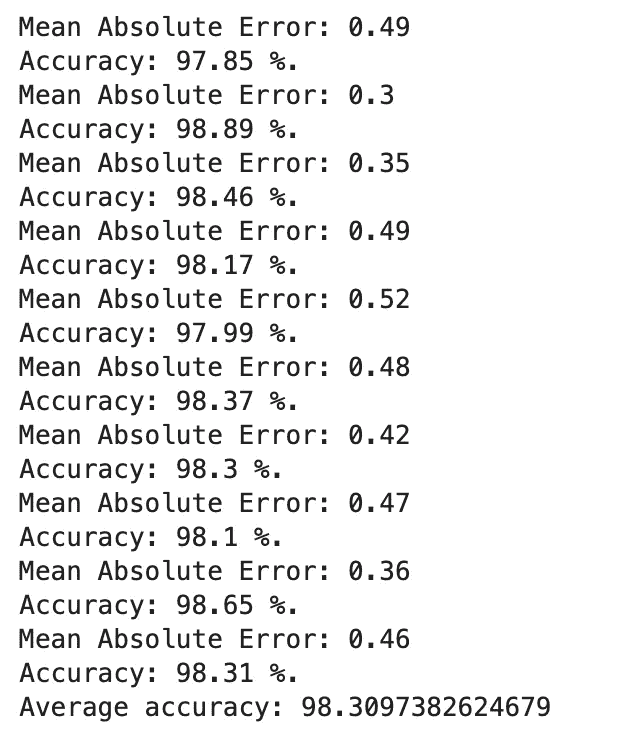 Mean Absolute Error: 0.49
Accuracy: 97.85 %.
Mean Absolute Error: 0.3
Accuracy: 98.89 %.
Mean Absolute Error: 0.35
Accuracy: 98.46 %.
Mean Absolute Error: 0.49
Accuracy: 98.17 %.
Mean Absolute Error: 0.52
Accuracy: 97.99 %.
Mean Absolute Error: 0.48
Accuracy: 98.37 %.
Mean Absolute Error: 0.42
Accuracy: 98.3 %.
Mean Absolute Error: 0.47
Accuracy: 98.1 %.
Mean Absolute Error: 0.36
Accuracy: 98.65 %.
Mean Absolute Error: 0.46
Accuracy: 98.31 %.
Average accuracy: 98.3097382624679